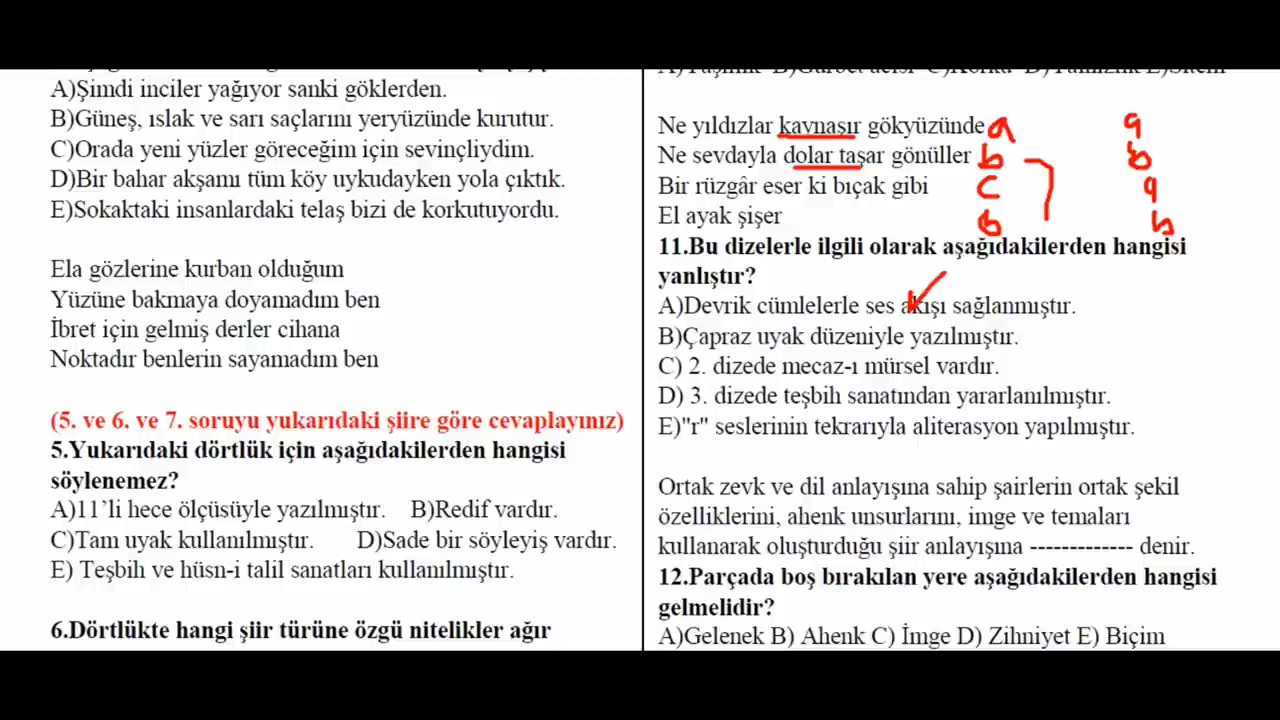 A)Şimdi inciler yağıyor sanki göklerden.
B)Güneş, ıslak ve sarı saçlarını yeryüzünde kurutur.
C)Orada yeni yüzler göreceğim için sevinçliydim.
D)Bir bahar akşamı tüm köy uykudayken yola çıktık.
E)Sokaktaki insanlardaki telaş bizi de korkutuyordu.
Ela gözlerine kurban olduğum
Yüzüne bakmaya doyamadım ben
İbret için gelmiş derler cihana
Noktadır benlerin sayamadım ben
(5. ve 6. ve 7. soruyu yukarıdaki şiire göre cevaplayınız)
5.Yukarıdaki dörtlük için aşağıdakilerden hangisi
söylenemez?
A)11'li hece ölçüsüyle yazılmıştır. B)Redif vardır.
C)Tam uyak kullanılmıştır. D)Sade bir söyleyiş vardır.
E) Teşbih ve hüsn-i talil sanatları kullanılmıştır.
6.Dörtlükte hangi şiir türüne özgü nitelikler ağır
Ne yıldızlar kaynaşır gökyüzünde a a
Ne sevdayla dolar taşar gönüller b b
Bir rüzgâr eser ki bıçak gibi c a
El ayak şişer b b
11.Bu dizelerle ilgili olarak aşağıdakilerden hangisi
yanlıştır?
A)Devrik cümlelerle ses akışı sağlanmıştır.
B)Çapraz uyak düzeniyle yazılmıştır.
C) 2. dizede mecaz-ı mürsel vardır.
D) 3. dizede teşbih sanatından yararlanılmıştır.
E)"r" seslerinin tekrarıyla aliterasyon yapılmıştır.
Ortak zevk ve dil anlayışına sahip şairlerin ortak şekil
özelliklerini, ahenk unsurlarını, imge ve temaları
kullanarak oluşturduğu şiir anlayışına ------------- denir.
12.Parçada boş bırakılan yere aşağıdakilerden hangisi
gelmelidir?
A)Gelenek B) Ahenk C) İmge D) Zihniyet E) Biçim